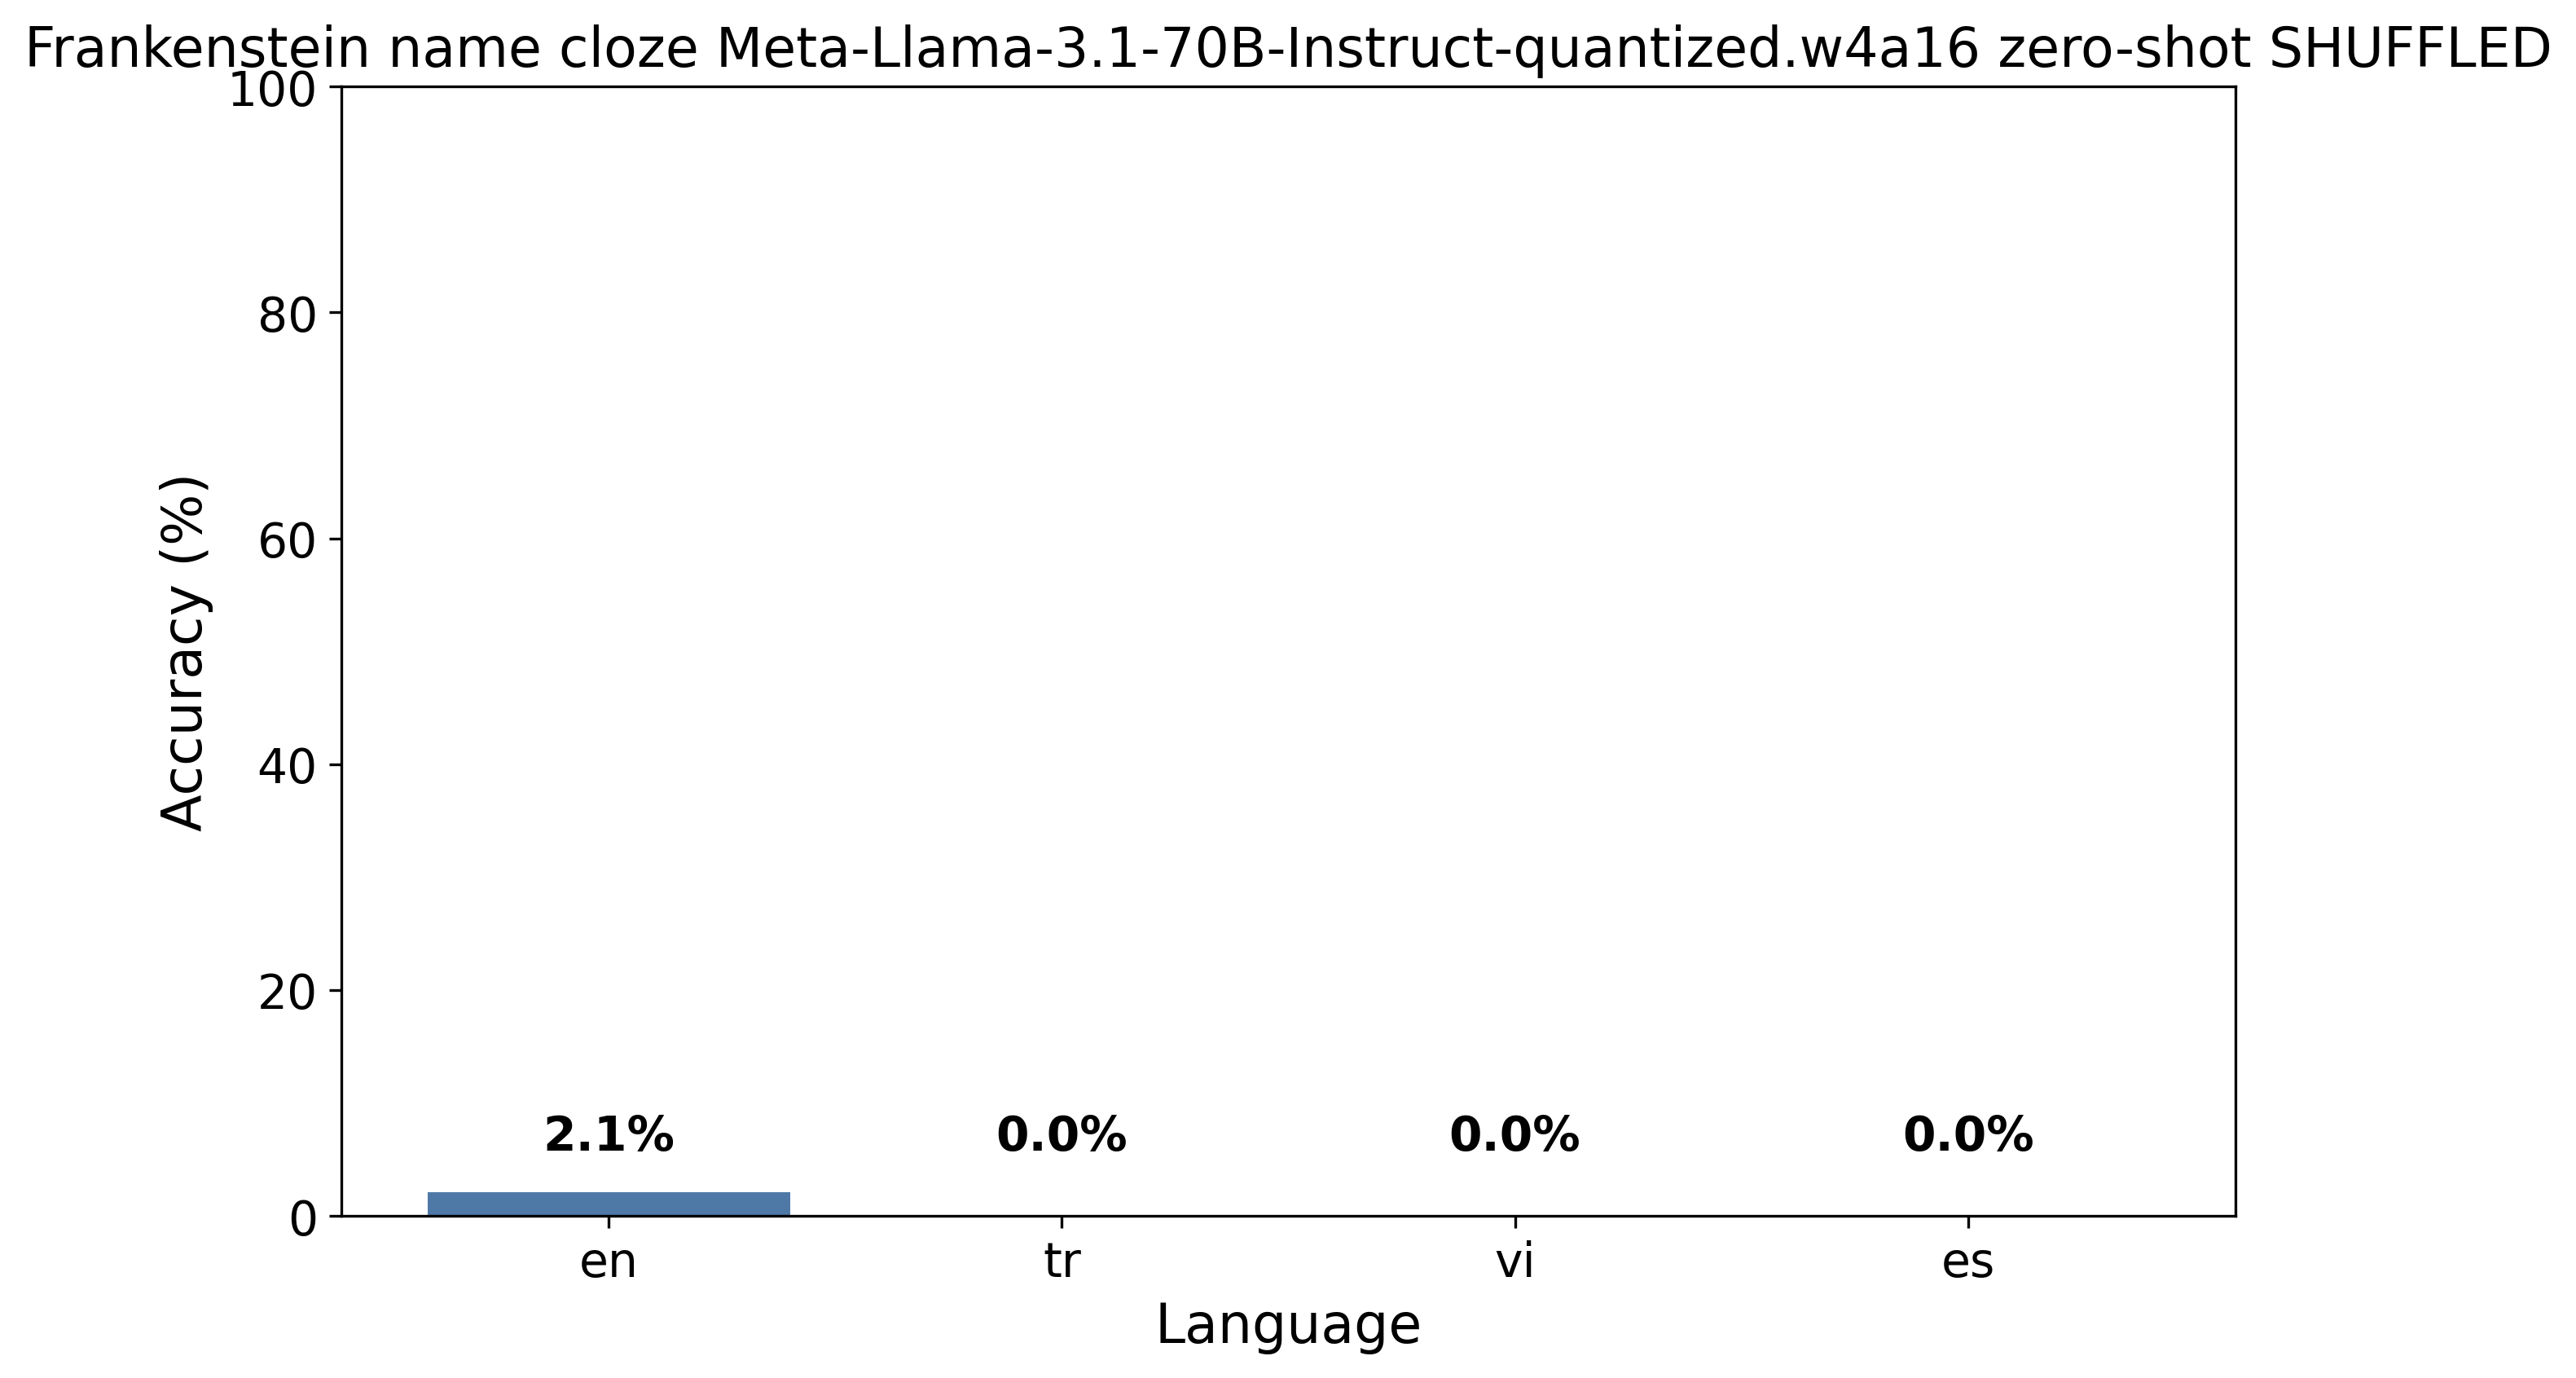 Frankenstein name cloze Meta-Llama-3.1-70B-Instruct-quantized.w4a16 zero-shot SHUFFLED
100
80
60
40
20
0
Accuracy (%)
2.1%
0.0%
0.0%
0.0%
en
tr
vi
es
Language